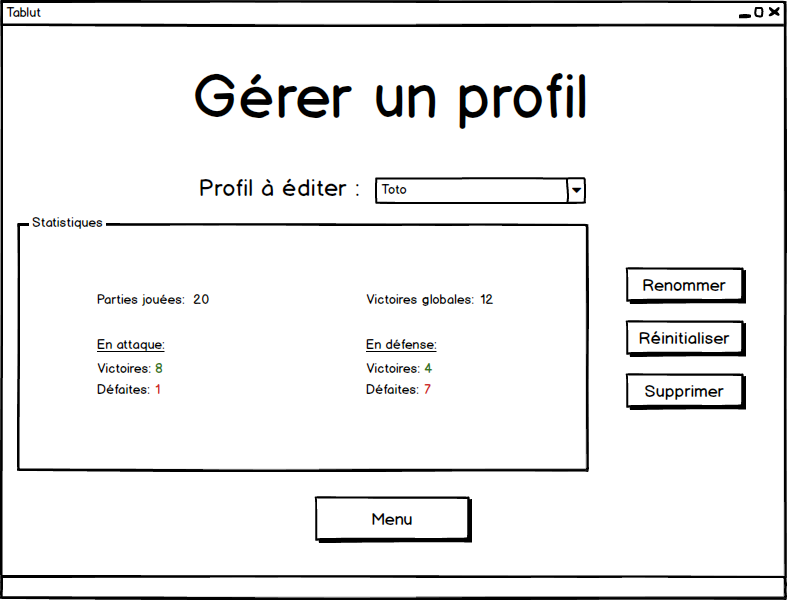 Tablut
Gérer un profil
Profil à éditer :
Toto
Statistiques
Parties jouées: 20
Victoires globales: 12
En attaque:
Victoires: 8
Défaites: 1
En défense:
Victoires: 4
Défaites: 7
Renommer
Réinitialiser
Supprimer
Menu